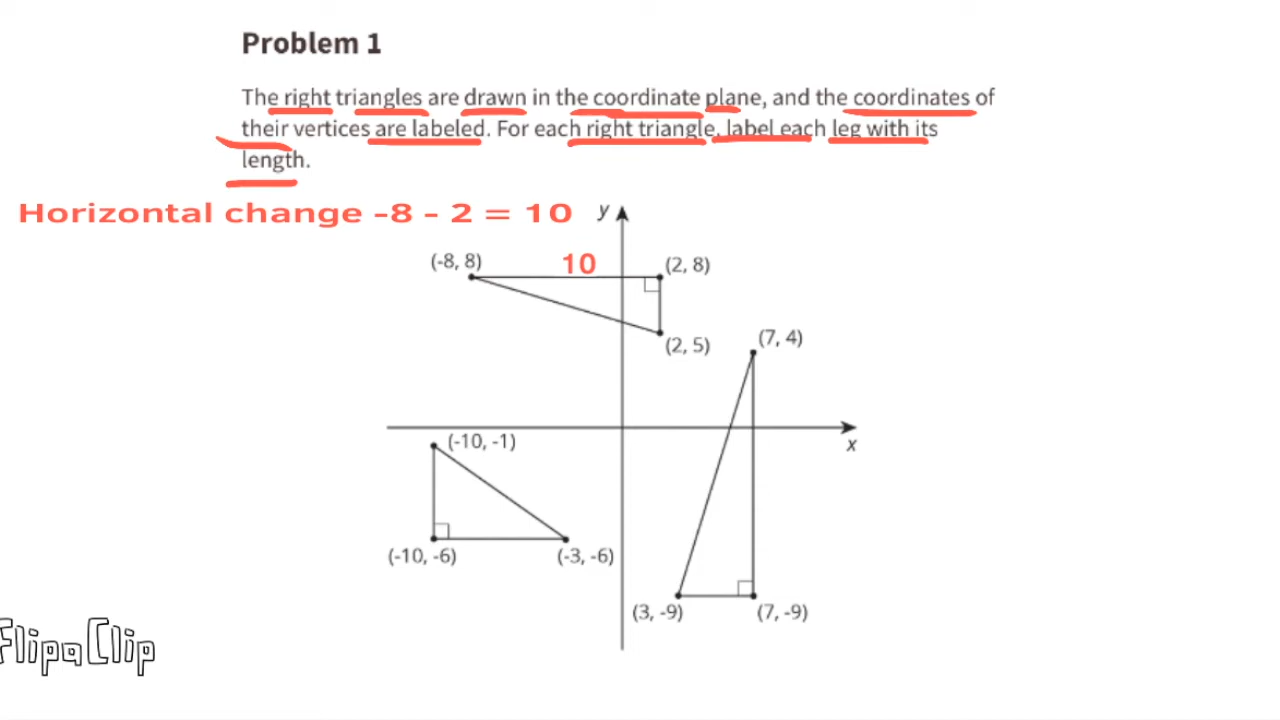 Problem 1
The right triangles are drawn in the coordinate plane, and the coordinates of
their vertices are labeled. For each right triangle, label each leg with its
length.
Horizontal change -8 - 2 = 10
y
(-8, 8)
10
(2, 8)
(2, 5)
(7, 4)
x
(-10, -1)
(-10, -6)
(-3, -6)
(3, -9)
(7, -9)
FlipaClip